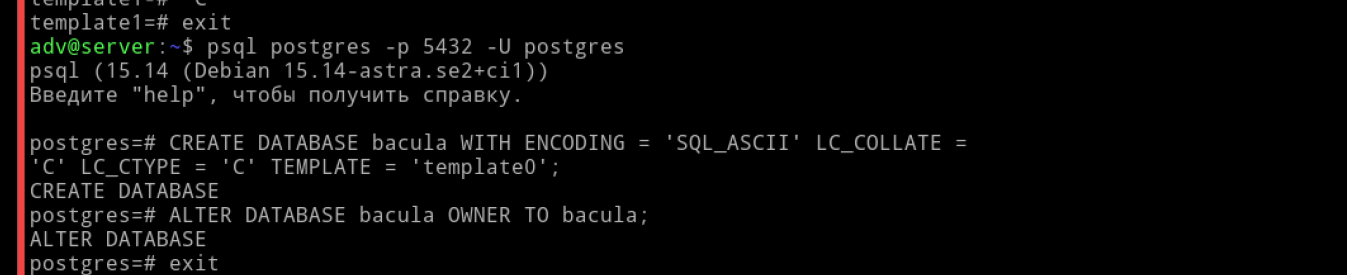 template1=# exit
adv@server:~$ psql postgres -p 5432 -U postgres
psql (15.14 (Debian 15.14-astra.se2+ci1))
Введите "help", чтобы получить справку.
postgres=# CREATE DATABASE bacula WITH ENCODING = 'SQL_ASCII' LC_COLLATE =
'C' LC_CTYPE = 'C' TEMPLATE = 'template0';
CREATE DATABASE
postgres=# ALTER DATABASE bacula OWNER TO bacula;
ALTER DATABASE
postgres=# exit